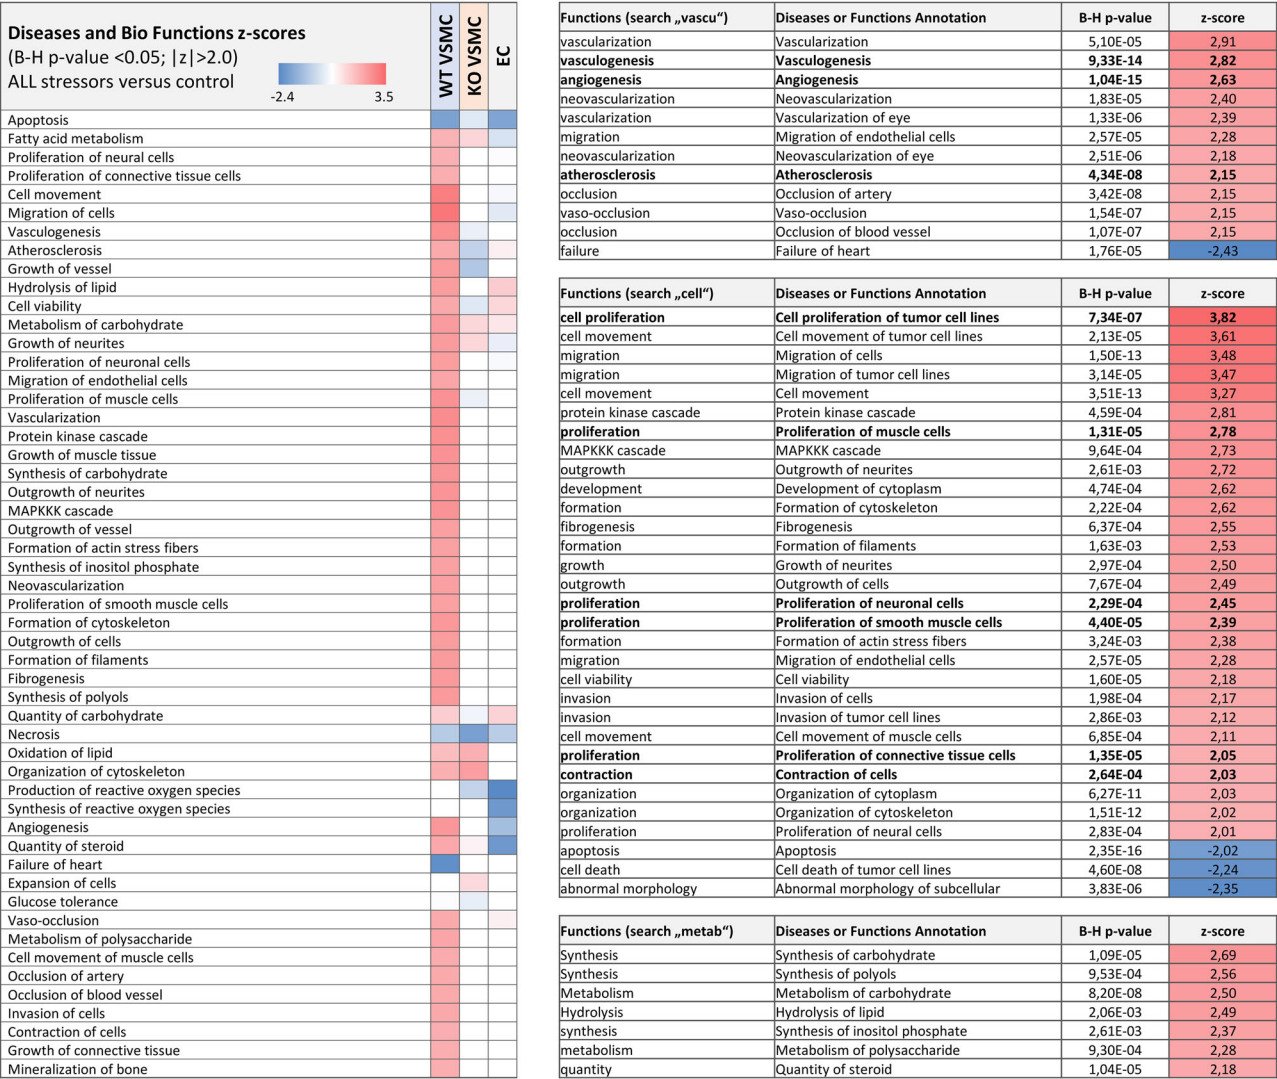 Diseases and Bio Functions z-scores
(B-H p-value <0.05; |z|>2.0)
ALL stressors versus control
-2.4 3.5
WT VSMC
KO VSMC
EC
Apoptosis
Fatty acid metabolism
Proliferation of neural cells
Proliferation of connective tissue cells
Cell movement
Migration of cells
Vasculogenesis
Atherosclerosis
Growth of vessel
Hydrolysis of lipid
Cell viability
Metabolism of carbohydrate
Growth of neurites
Proliferation of neuronal cells
Migration of endothelial cells
Proliferation of muscle cells
Vascularization
Protein kinase cascade
Growth of muscle tissue
Synthesis of carbohydrate
Outgrowth of neurites
MAPKKK cascade
Outgrowth of vessel
Formation of actin stress fibers
Synthesis of inositol phosphate
Neovascularization
Proliferation of smooth muscle cells
Formation of cytoskeleton
Outgrowth of cells
Formation of filaments
Fibrogenesis
Synthesis of polyols
Quantity of carbohydrate
Necrosis
Oxidation of lipid
Organization of cytoskeleton
Production of reactive oxygen species
Synthesis of reactive oxygen species
Angiogenesis
Quantity of steroid
Failure of heart
Expansion of cells
Glucose tolerance
Vaso-occlusion
Metabolism of polysaccharide
Cell movement of muscle cells
Occlusion of artery
Occlusion of blood vessel
Invasion of cells
Contraction of cells
Growth of connective tissue
Mineralization of bone
Functions (search „vascu“) Diseases or Functions Annotation B-H p-value z-score
vascularization Vascularization 5,10E-05 2,91
vasculogenesis Vasculogenesis 9,33E-14 2,82
angiogenesis Angiogenesis 1,04E-15 2,63
neovascularization Neovascularization 1,83E-05 2,40
vascularization Vascularization of eye 1,33E-06 2,39
migration Migration of endothelial cells 2,57E-05 2,28
neovascularization Neovascularization of eye 2,51E-06 2,18
atherosclerosis Atherosclerosis 4,34E-08 2,15
occlusion Occlusion of artery 3,42E-08 2,15
vaso-occlusion Vaso-occlusion 1,54E-07 2,15
occlusion Occlusion of blood vessel 1,07E-07 2,15
failure Failure of heart 1,76E-05 -2,43
Functions (search „cell“) Diseases or Functions Annotation B-H p-value z-score
cell proliferation Cell proliferation of tumor cell lines 7,34E-07 3,82
cell movement Cell movement of tumor cell lines 2,13E-05 3,61
migration Migration of cells 1,50E-13 3,48
migration Migration of tumor cell lines 3,14E-05 3,47
cell movement Cell movement 3,51E-13 3,27
protein kinase cascade Protein kinase cascade 4,59E-04 2,81
proliferation Proliferation of muscle cells 1,31E-05 2,78
MAPKKK cascade MAPKKK cascade 9,64E-04 2,73
outgrowth Outgrowth of neurites 2,61E-03 2,72
development Development of cytoplasm 4,74E-04 2,62
formation Formation of cytoskeleton 2,22E-04 2,62
fibrogenesis Fibrogenesis 6,37E-04 2,55
formation Formation of filaments 1,63E-03 2,53
growth Growth of neurites 2,97E-04 2,50
outgrowth Outgrowth of cells 7,67E-04 2,49
proliferation Proliferation of neuronal cells 2,29E-04 2,45
proliferation Proliferation of smooth muscle cells 4,40E-05 2,39
formation Formation of actin stress fibers 3,24E-03 2,38
migration Migration of endothelial cells 2,57E-05 2,28
cell viability Cell viability 1,60E-05 2,18
invasion Invasion of cells 1,98E-04 2,17
invasion Invasion of tumor cell lines 2,86E-03 2,12
cell movement Cell movement of muscle cells 6,85E-04 2,11
proliferation Proliferation of connective tissue cells 1,35E-05 2,05
contraction Contraction of cells 2,64E-04 2,03
organization Organization of cytoplasm 6,27E-11 2,03
organization Organization of cytoskeleton 1,51E-12 2,02
proliferation Proliferation of neural cells 2,83E-04 2,01
apoptosis Apoptosis 2,35E-16 -2,02
cell death Cell death of tumor cell lines 4,60E-08 -2,24
abnormal morphology Abnormal morphology of subcellular 3,83E-06 -2,35
Functions (search „metab“) Diseases or Functions Annotation B-H p-value z-score
Synthesis Synthesis of carbohydrate 1,09E-05 2,69
Synthesis Synthesis of polyols 9,53E-04 2,56
Metabolism Metabolism of carbohydrate 8,20E-08 2,50
Hydrolysis Hydrolysis of lipid 2,06E-03 2,49
synthesis Synthesis of inositol phosphate 2,61E-03 2,37
metabolism Metabolism of polysaccharide 9,30E-04 2,28
quantity Quantity of steroid 1,04E-05 2,18